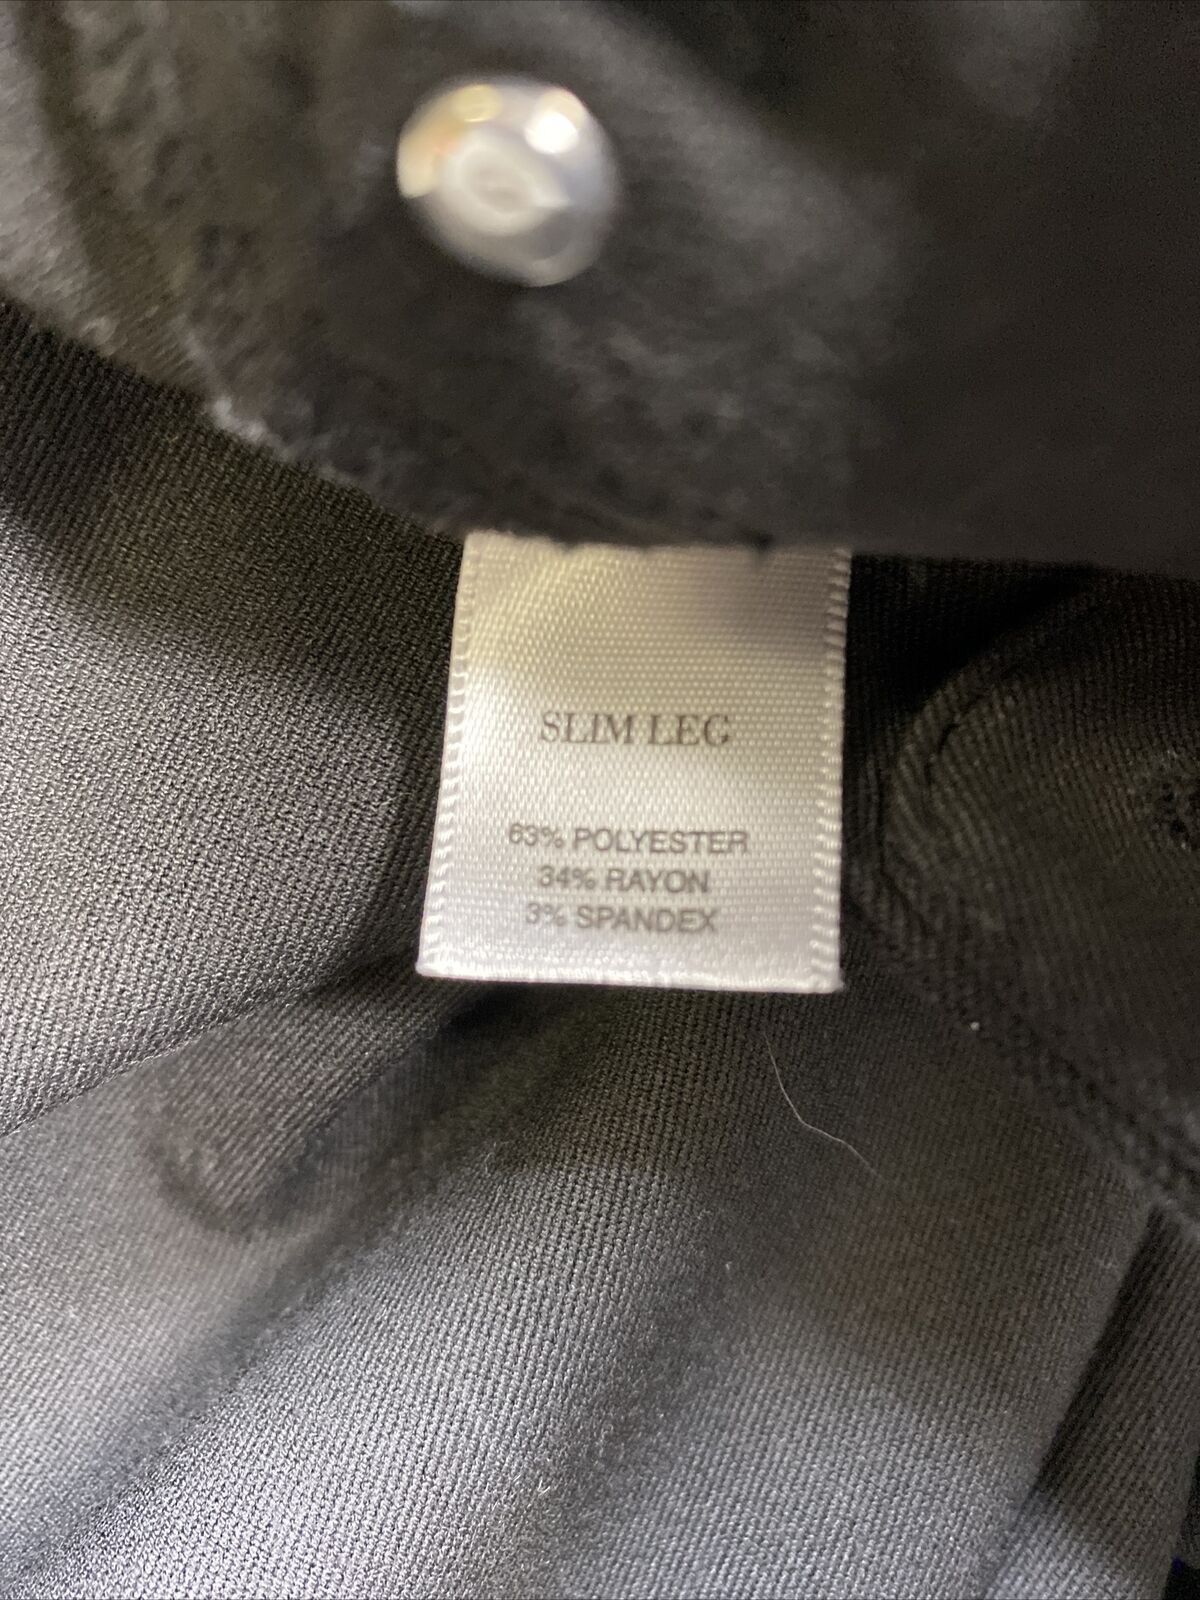 SLIM LEG
63% POLYESTER
34% RAYON
3% SPANDEX